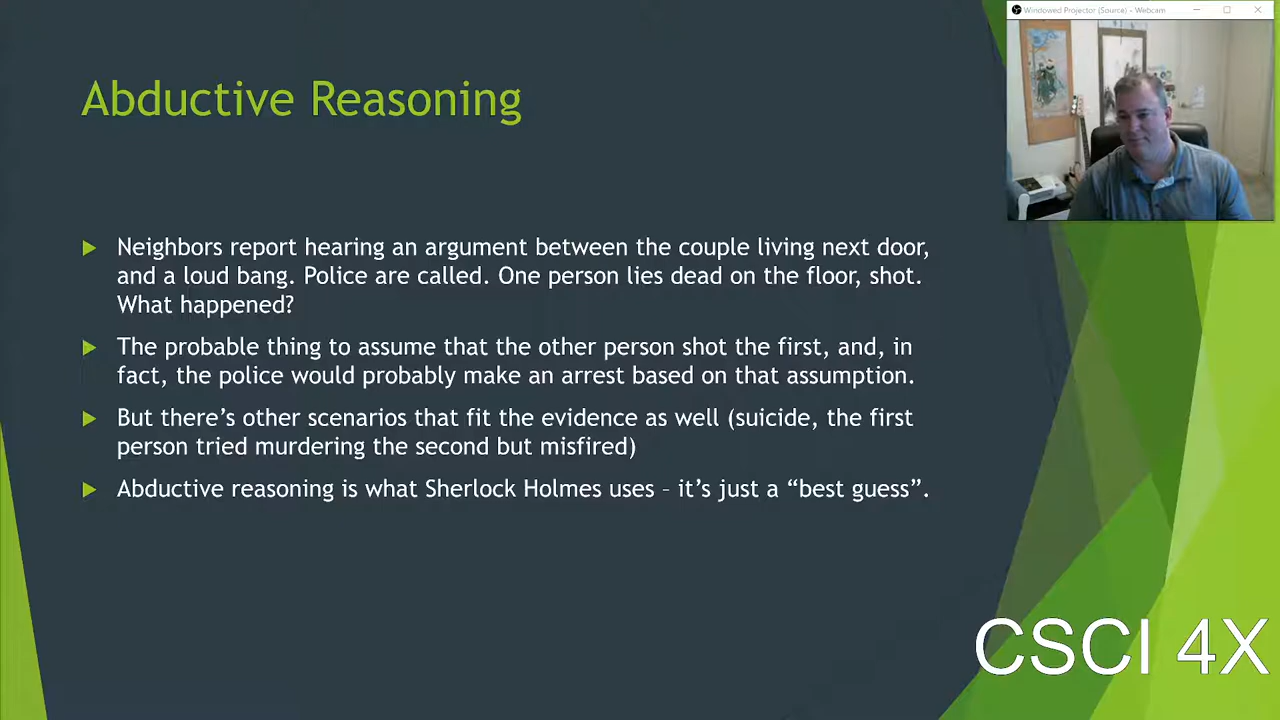 Windowed Projector (Source) - Webcam
Abductive Reasoning
Neighbors report hearing an argument between the couple living next door,
and a loud bang. Police are called. One person lies dead on the floor, shot.
What happened?
The probable thing to assume that the other person shot the first, and, in
fact, the police would probably make an arrest based on that assumption.
But there’s other scenarios that fit the evidence as well (suicide, the first
person tried murdering the second but misfired)
Abductive reasoning is what Sherlock Holmes uses – it’s just a “best guess”.
CSCI 4X